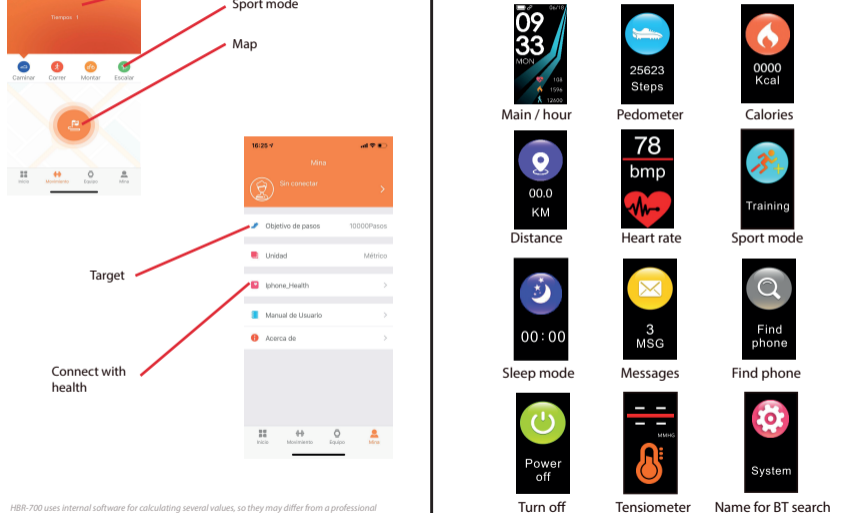 Sport mode
Tiempos 1
Map
Caminar Correr Montar Escalar
Inicio Movimiento Equipo Mina
16:25
Mina
Sin conectar
Objetivo de pasos 10000Pasos
Unidad Métrico
Target
Iphone_Health
Manual de Usuario
Acerca de
Connect with
health
Inicio Movimiento Equipo Mina
HBR-700 uses internal software for calculating several values, so they may differ from a professional
06/18
09
33
MON
108
1596
12600
Main / hour
25623
Steps
Pedometer
0000
Kcal
Calories
00.0
KM
Distance
78
bmp
Heart rate
Training
Sport mode
00:00
Sleep mode
3
MSG
Messages
Find
phone
Find phone
Power
off
Turn off
-- 
--
MMHG
Tensiometer
System
Name for BT search